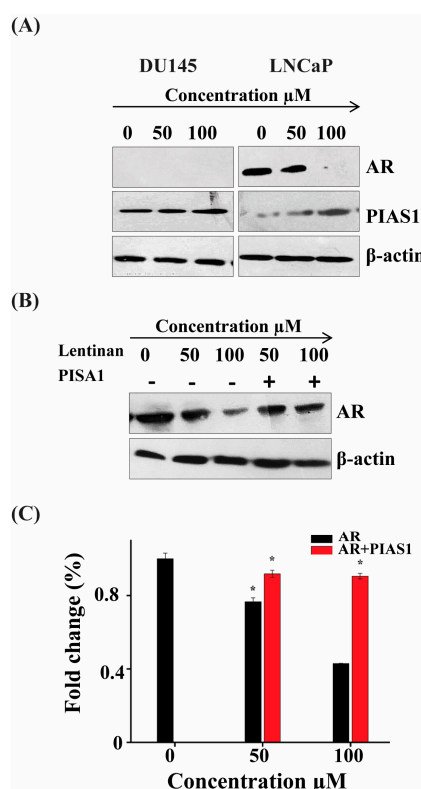 (A)
DU145 LNCaP
Concentration µM
0 50 100 0 50 100
AR
PIAS1
β-actin
(B)
Concentration µM
Lentinan 0 50 100 50 100
PISA1 - - - + +
AR
β-actin
(C)
AR
AR+PIAS1
Fold change (%)
0.8
0.4
0
* * *
0 50 100
Concentration µM